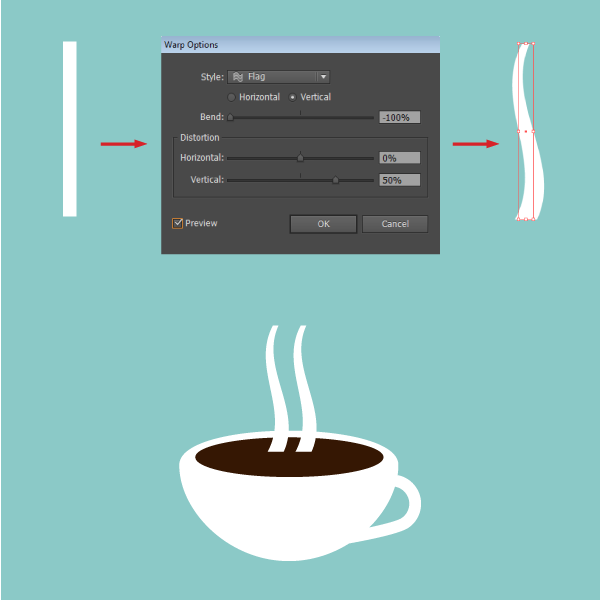 Warp Options
Style: Flag
Horizontal Vertical
Bend: -100%
Distortion
Horizontal: 0%
Vertical: 50%
Preview OK Cancel